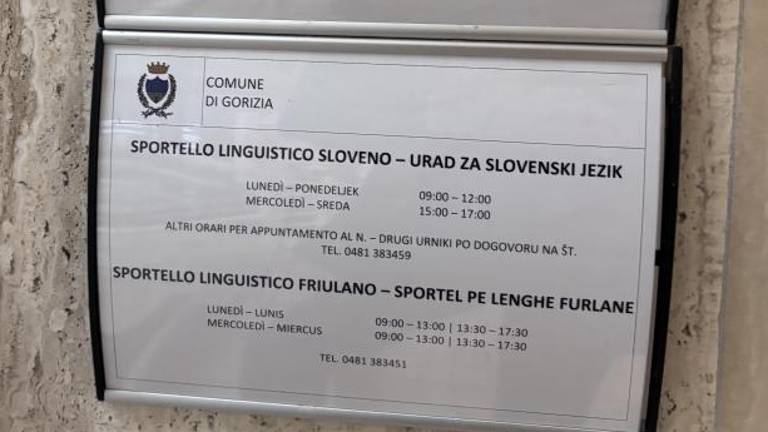 COMUNE
DI GORIZIA
SPORTELLO LINGUISTICO SLOVENO – URAD ZA SLOVENSKI JEZIK
LUNEDÌ – PONEDELJEK 09:00 – 12:00
MERCOLEDÌ – SREDA 15:00 – 17:00
ALTRI ORARI PER APPUNTAMENTO AL N. – DRUGI URNIKI PO DOGOVORU NA ŠT.
TEL. 0481 383459
SPORTELLO LINGUISTICO FRIULANO – SPORTEL PE LENGHE FURLANE
LUNEDÌ – LUNIS 09:00 – 13:00 | 13:30 – 17:30
MERCOLEDÌ – MIERCUS 09:00 – 13:00 | 13:30 – 17:30
TEL. 0481 383451